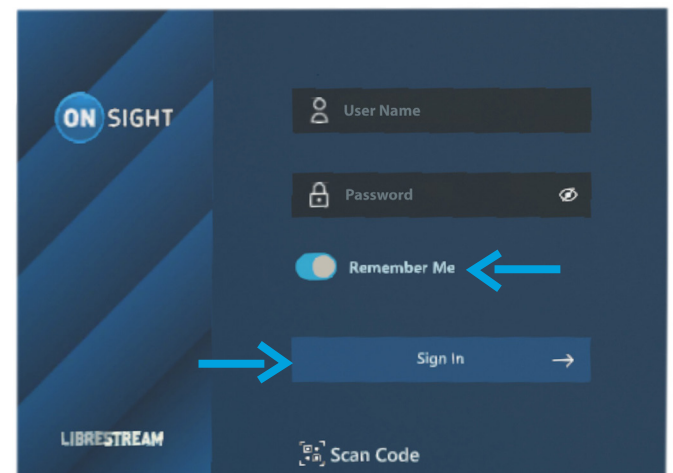 ON SIGHT
LIBRESTREAM
User Name
Password
Remember Me
Sign In
Scan Code